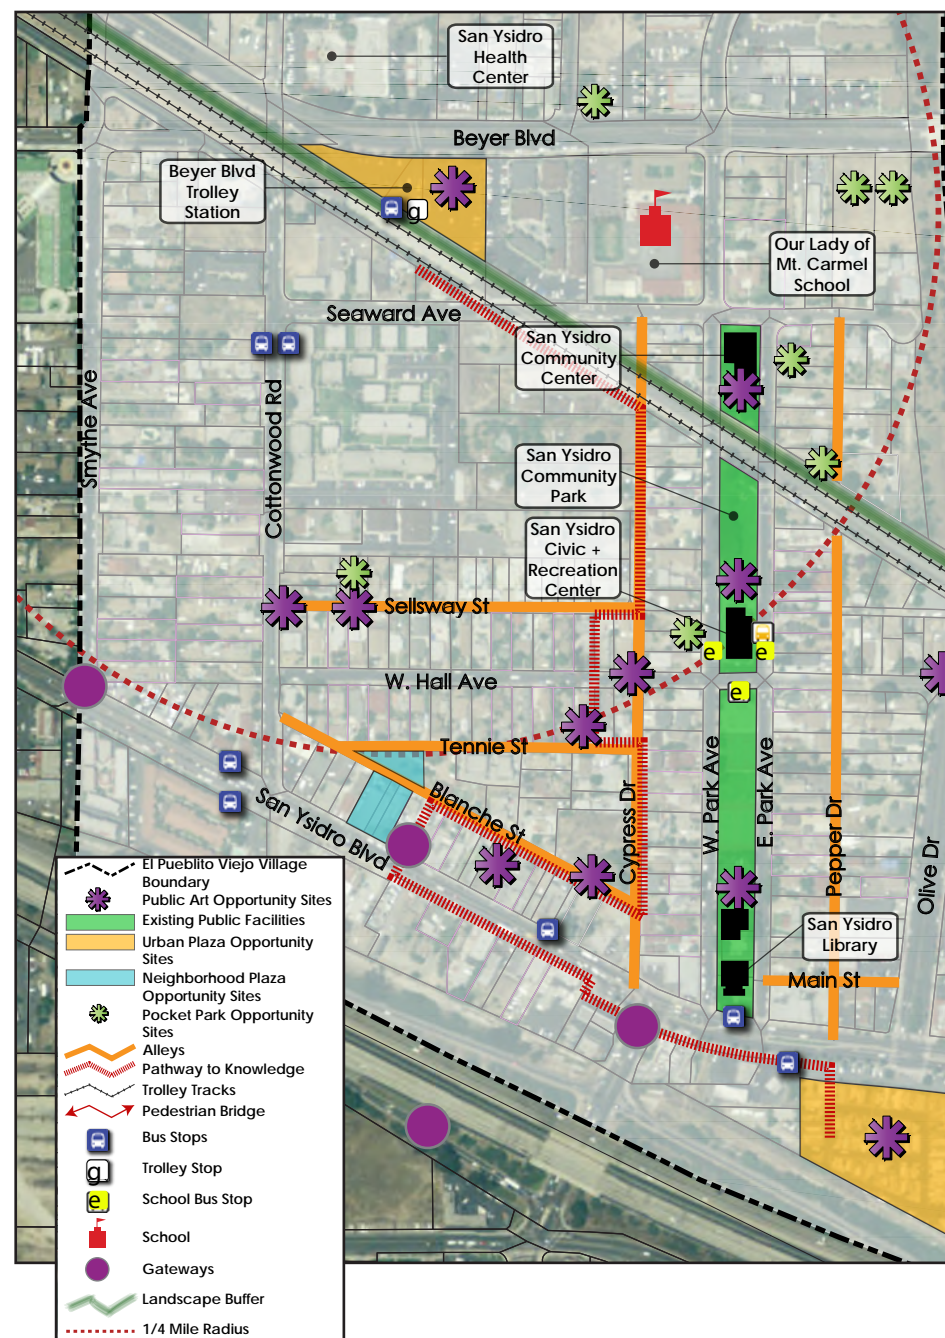 San Ysidro
Health
Center
Beyer Blvd
Beyer Blvd
Trolley
Station
g
Our Lady of
Mt. Carmel
School
Seaward Ave
San Ysidro
Community
Center
Smythe Ave
Cottonwood Rd
San Ysidro
Community
Park
San Ysidro
Civic +
Recreation
Center
Sellsway St
e
e
W. Hall Ave
e
Tennie St
W. Park Ave
E. Park Ave
Blanche St
San Ysidro Blvd
Cypress Dr
Pepper Dr
Olive Dr
San Ysidro
Library
Main St
El Pueblito Viejo Village
Boundary
Public Art Opportunity Sites
Existing Public Facilities
Urban Plaza Opportunity
Sites
Neighborhood Plaza
Opportunity Sites
Pocket Park Opportunity
Sites
Alleys
Pathway to Knowledge
Trolley Tracks
Pedestrian Bridge
Bus Stops
g
Trolley Stop
e
School Bus Stop
School
Gateways
Landscape Buffer
1/4 Mile Radius